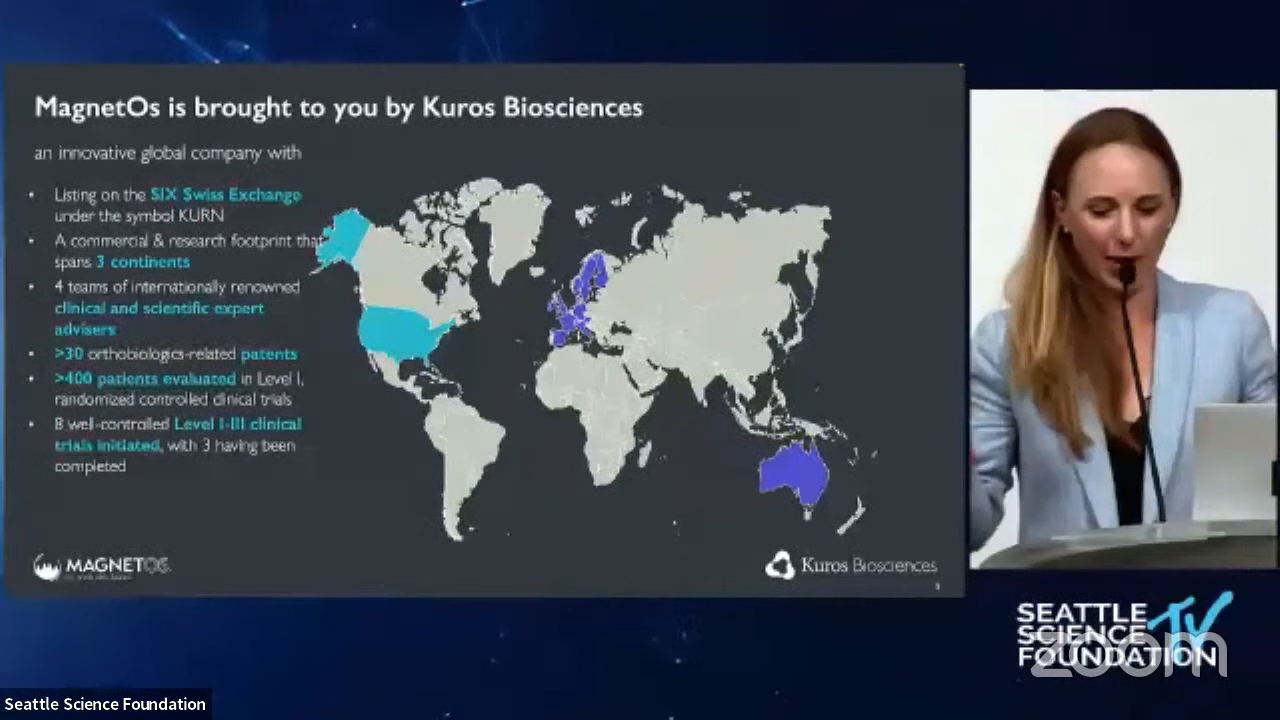 MagnetOs is brought to you by Kuros Biosciences
an innovative global company with
• Listing on the SIX Swiss Exchange
under the symbol KURN
• A commercial & research footprint that
spans 3 continents
• 4 teams of internationally renowned
clinical and scientific expert
advisers
• >30 orthobiologics-related patents
• >400 patients evaluated in Level I,
randomized controlled clinical trials
• 8 well-controlled Level I-III clinical
trials initiated, with 3 having been
completed
MAGNETOS
Kuros Biosciences
SEATTLE
SCIENCE TV
FOUNDATION
zoom
Seattle Science Foundation